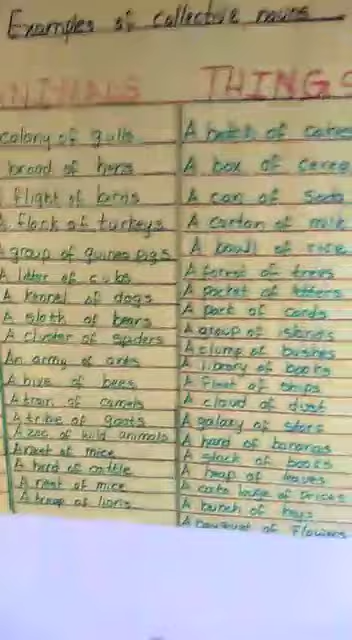 Examples of collective nouns
ANIMALS
colony of gulls
brood of hens
flight of birds
A flock of turkeys
A group of guinea pigs
A litter of cubs
A kennel of dogs
A sloth of bears
A cluster of spiders
An army of ants
A hive of bees
A train of camels
A tribe of goats
A zoo of wild animals
A nest of mice
A herd of cattle
A nest of mice
A troop of lions
THINGS
A batch of cakes
A box of cereal
A can of soda
A carton of milk
A bowl of rice
A forest of trees
A packet of letters
A pack of cards
A group of islands
A clump of bushes
A library of books
A fleet of ships
A cloud of dust
A galaxy of stars
A hand of bananas
A stack of books
A heap of leaves
A of bricks
A bunch of keys
A of Flowers